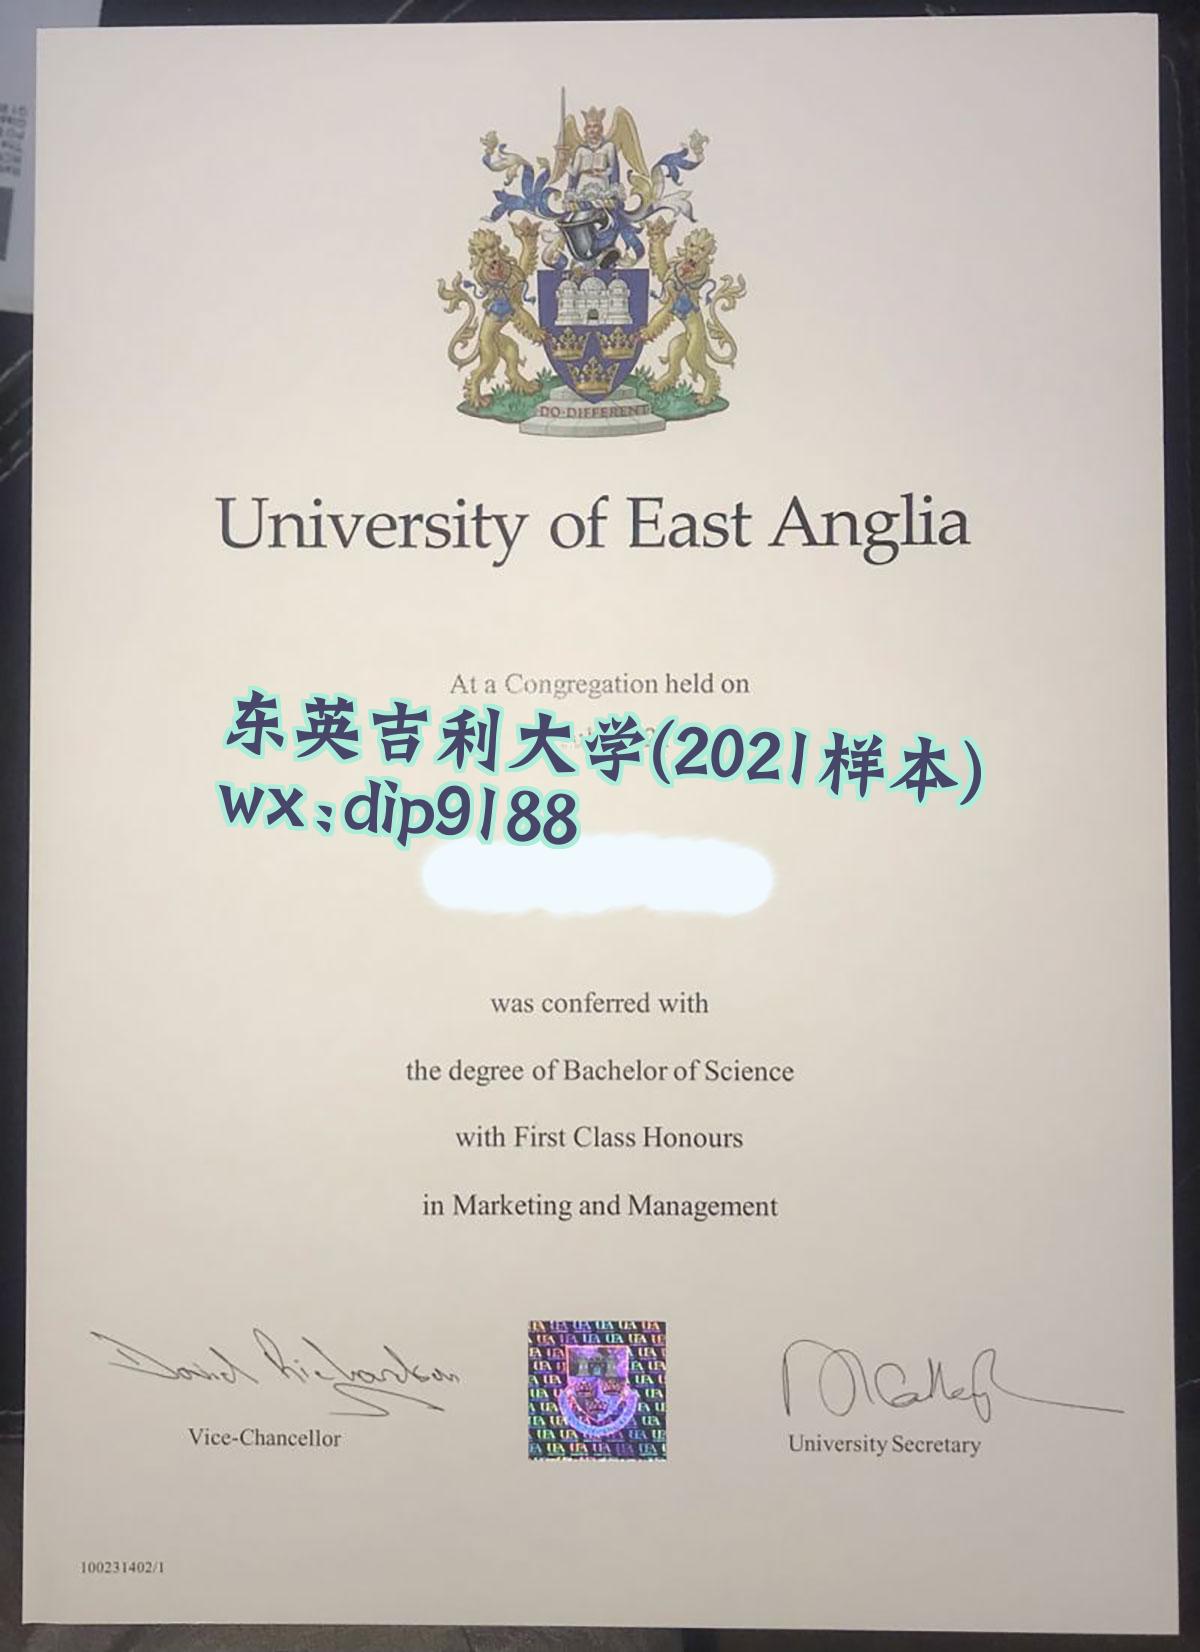 DO·DIFFERENT
University of East Anglia
At a Congregation held on
东英吉利大学(2021样本)
wx:dip9188
was conferred with
the degree of Bachelor of Science
with First Class Honours
in Marketing and Management
David Richardson
Vice-Chancellor
University Secretary
100231402/1